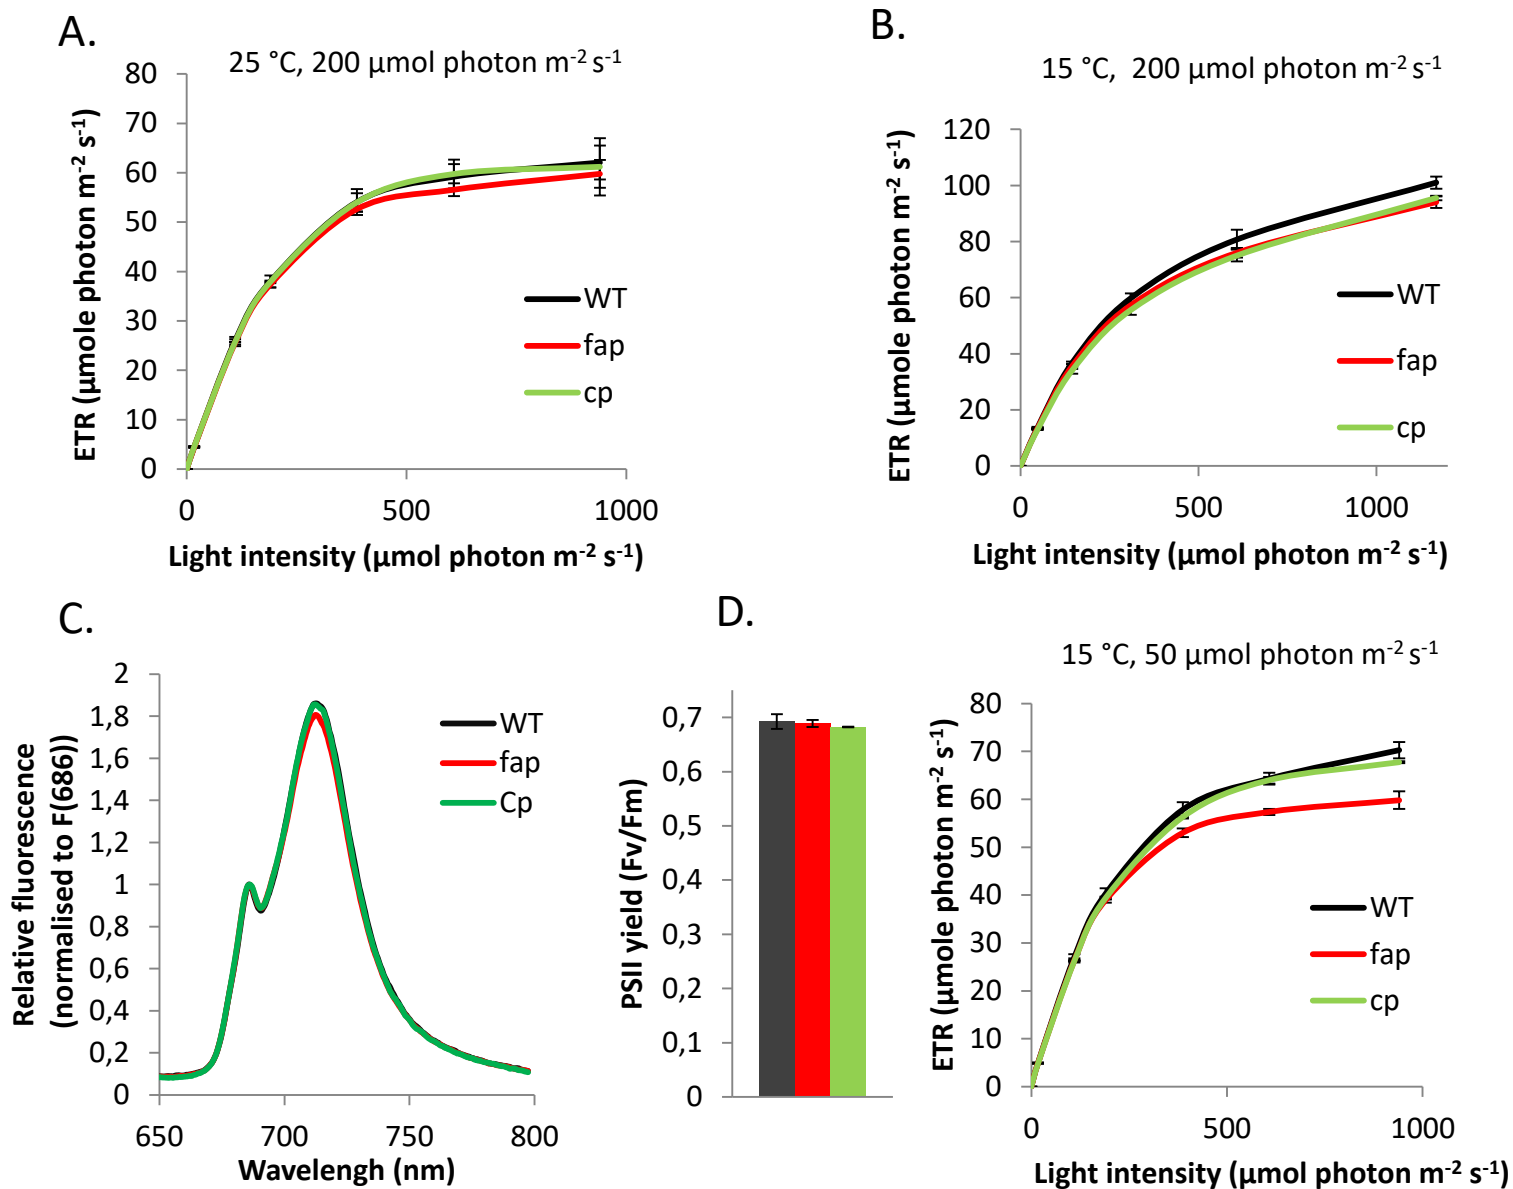 A.
25 °C, 200 µmol photon m-2 s-1
80
70
60
50
40
30
20
10
0
0
500
1000
ETR (µmole photon m-2 s-1)
Light intensity (µmol photon m-2 s-1)
WT
fap
cp
B.
15 °C, 200 µmol photon m-2 s-1
120
100
80
60
40
20
0
0
500
1000
ETR (µmole photon m-2 s-1)
Light intensity (µmol photon m-2 s-1)
WT
fap
cp
C.
2
1,8
1,6
1,4
1,2
1
0,8
0,6
0,4
0,2
0
650
700
750
800
Relative fluorescence
(normalised to F(686))
Wavelengh (nm)
WT
fap
Cp
D.
0,7
0,6
0,5
0,4
0,3
0,2
0,1
0
PSII yield (Fv/Fm)
15 °C, 50 µmol photon m-2 s-1
80
70
60
50
40
30
20
10
0
0
500
1000
ETR (µmole photon m-2 s-1)
Light intensity (µmol photon m-2 s-1)
WT
fap
cp